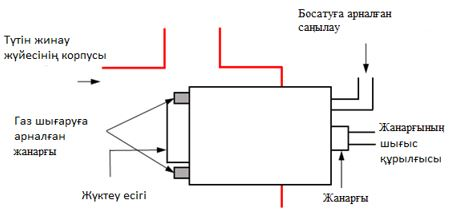 Түтін жинау
жүйесінің корпусы
Босатуға арналған
саңылау
Газ шығаруға
арналған
жанарғы
Жүктеу есігі
Жанарғының
шығыс
құрылғысы
Жанарғы